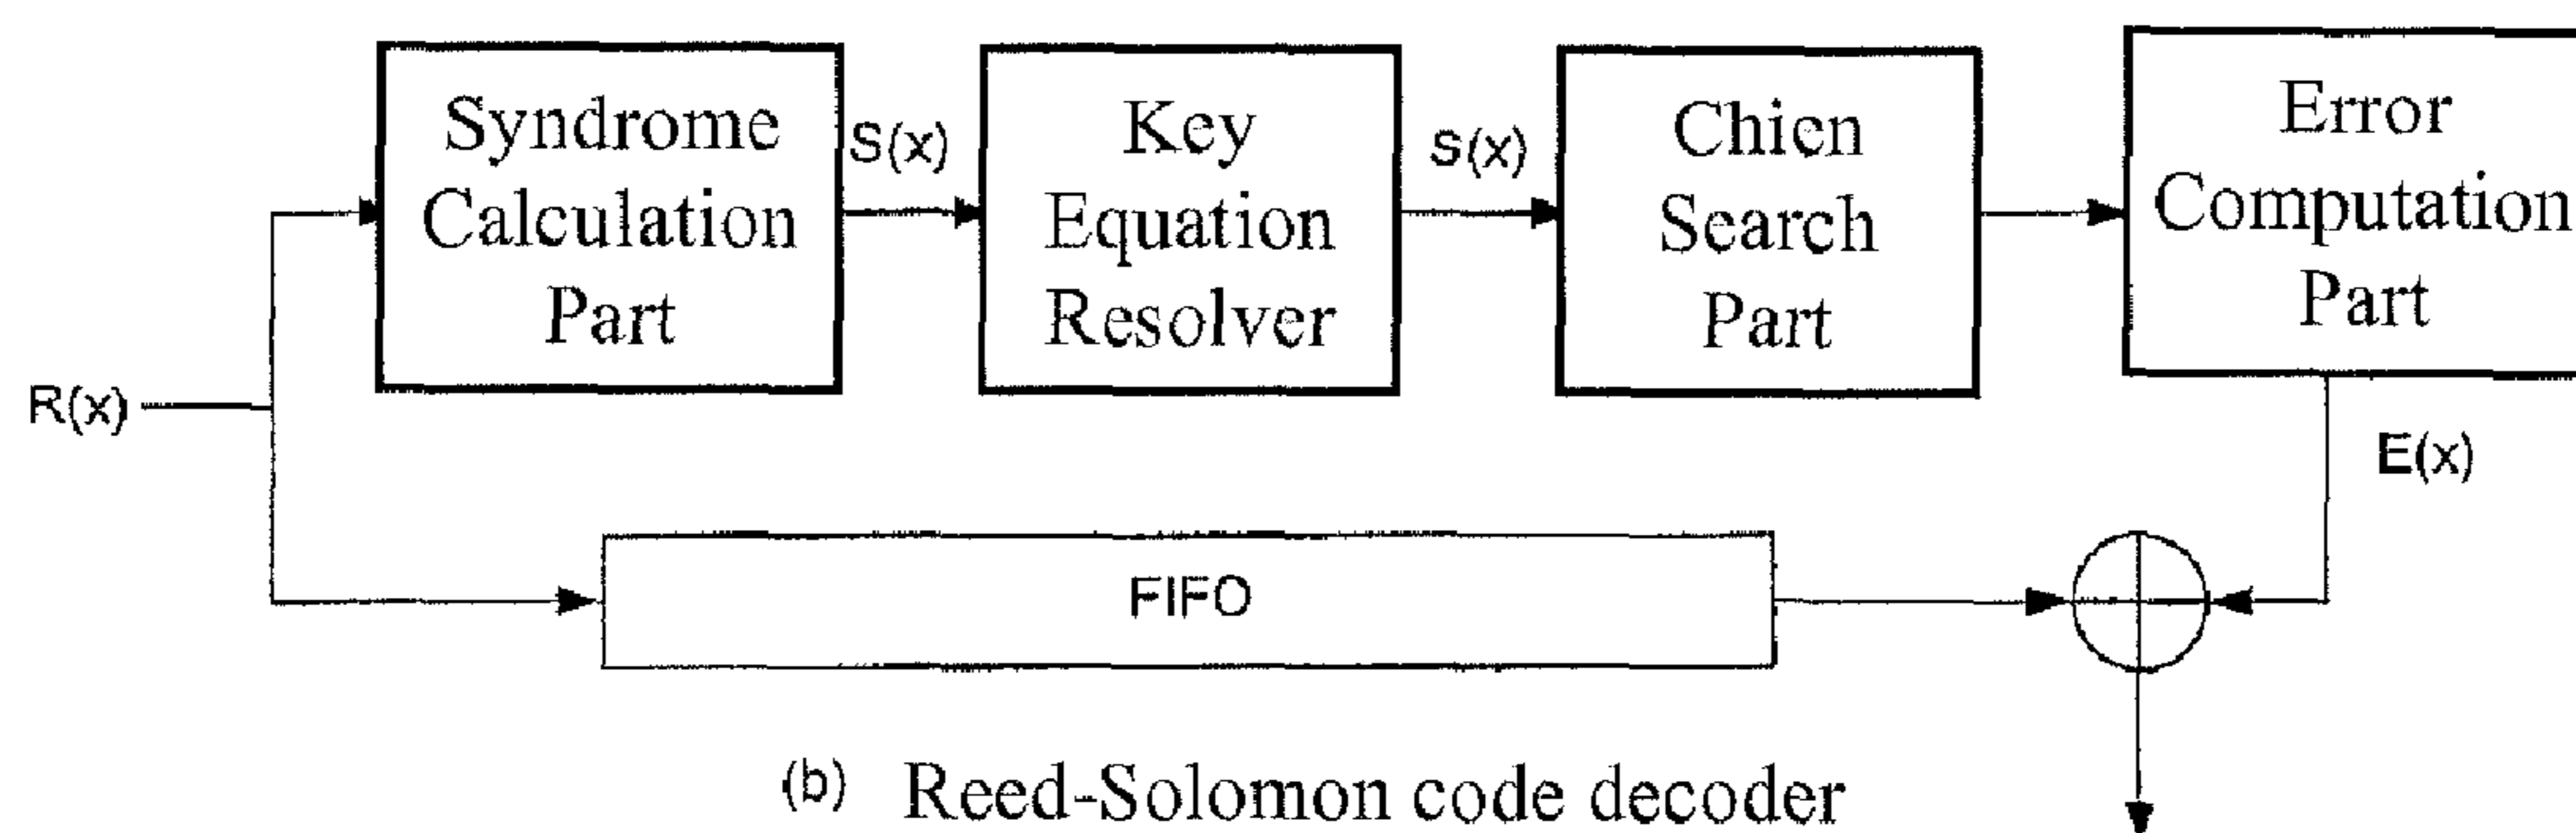 Syndrome
Calculation
Part
S(x)
Key
Equation
Resolver
s(x)
Chien
Search
Part
Error
Computation
Part
R(x)
E(x)
FIFO
(b) Reed-Solomon code decoder